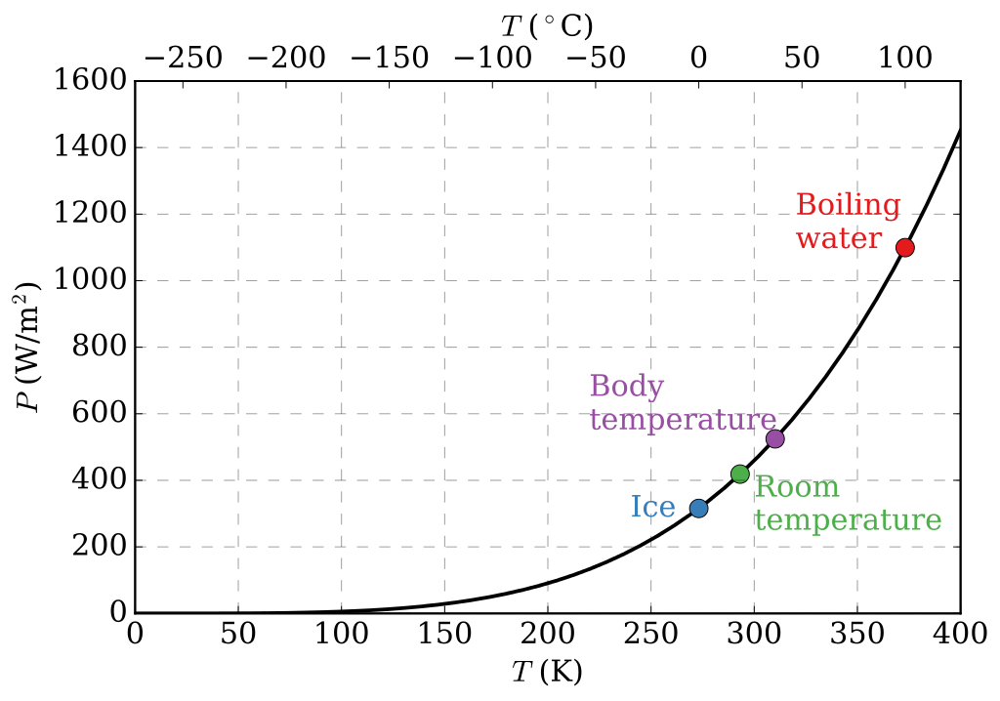 T (°C)
−250 −200 −150 −100 −50 0 50 100
1600
1400
1200
1000
800
600
400
200
0
P (W/m²)
Boiling
water
Body
temperature
Ice
Room
temperature
0 50 100 150 200 250 300 350 400
T (K)